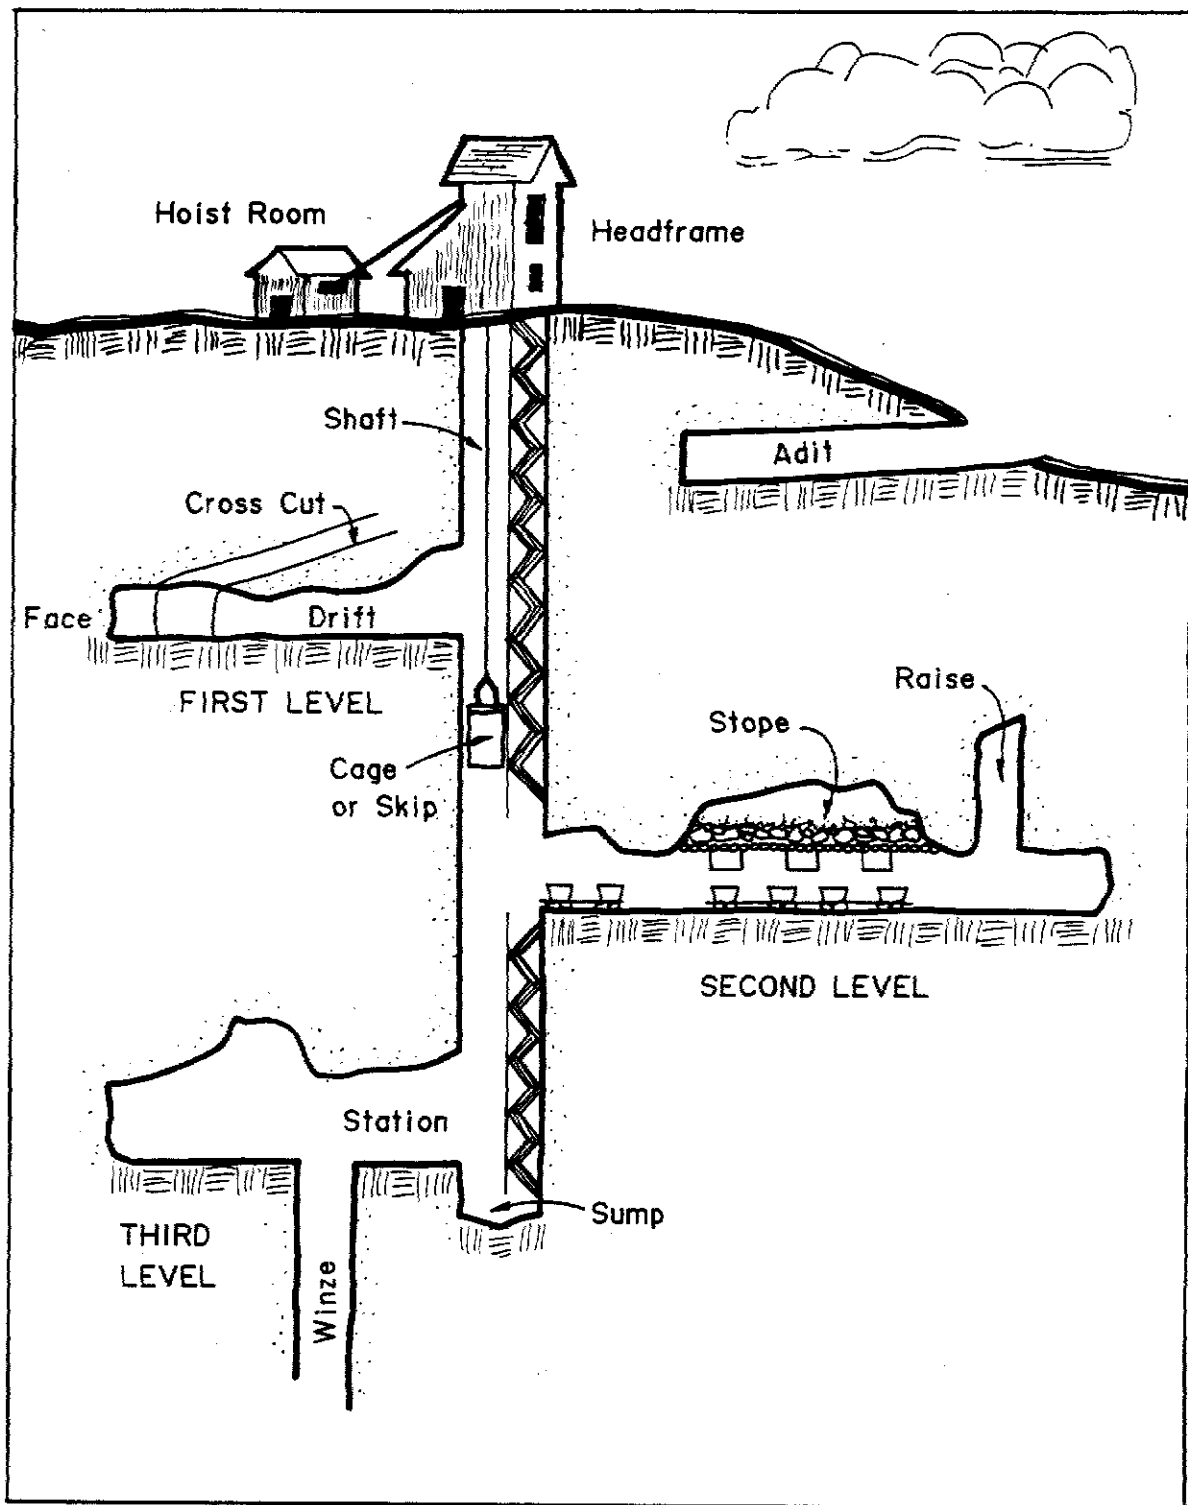 Hoist Room
Headframe
Shaft
Adit
Cross Cut
Face
Drift
FIRST LEVEL
Raise
Stope
Cage
or Skip
SECOND LEVEL
Station
Sump
THIRD
LEVEL
Winze